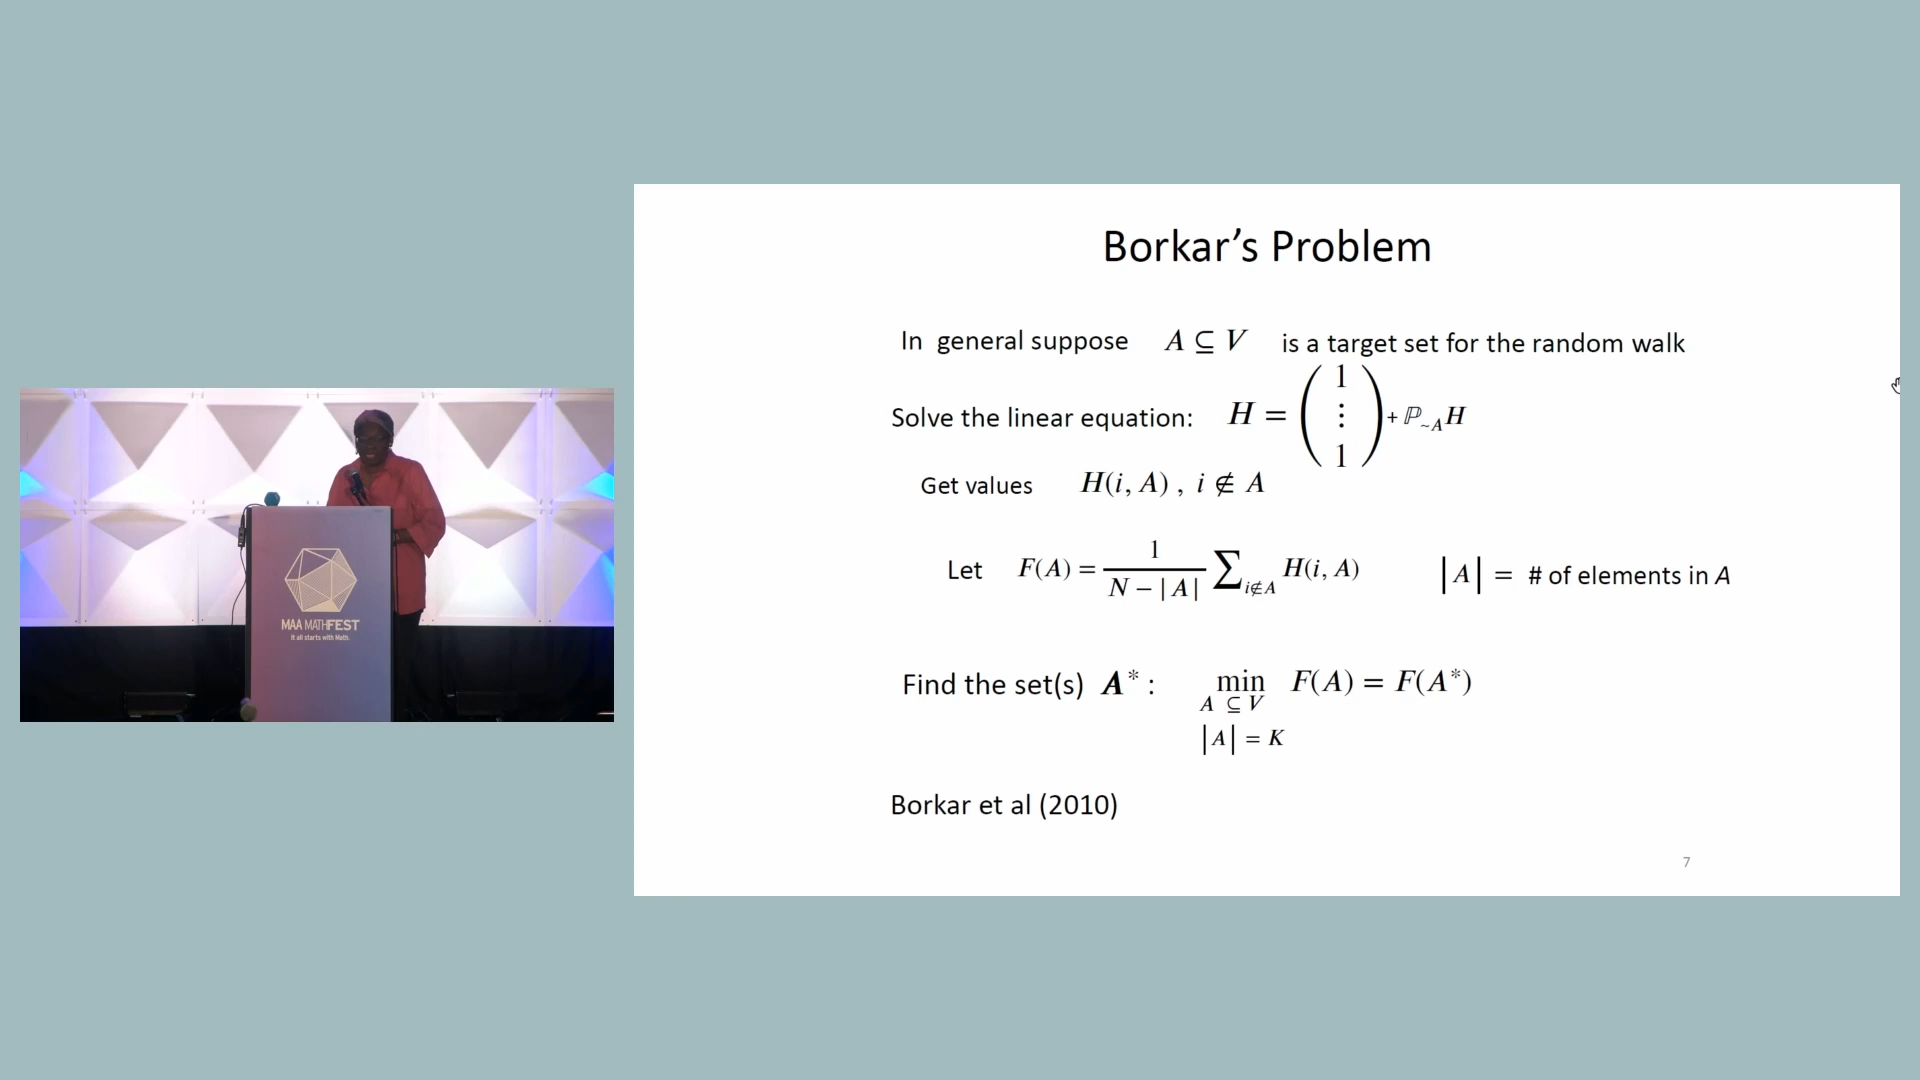 MAA MATHFEST
It all starts with Math.
Borkar’s Problem
In general suppose A ⊆ V is a target set for the random walk
Solve the linear equation: H = (1 ⋮ 1) + ℙ~A H
Get values H(i, A) , i ∉ A
Let F(A) = 1 / (N − |A|) ∑i∉A H(i, A) |A| = # of elements in A
Find the set(s) A* : min F(A) = F(A*)
A ⊆ V
|A| = K
Borkar et al (2010)
7